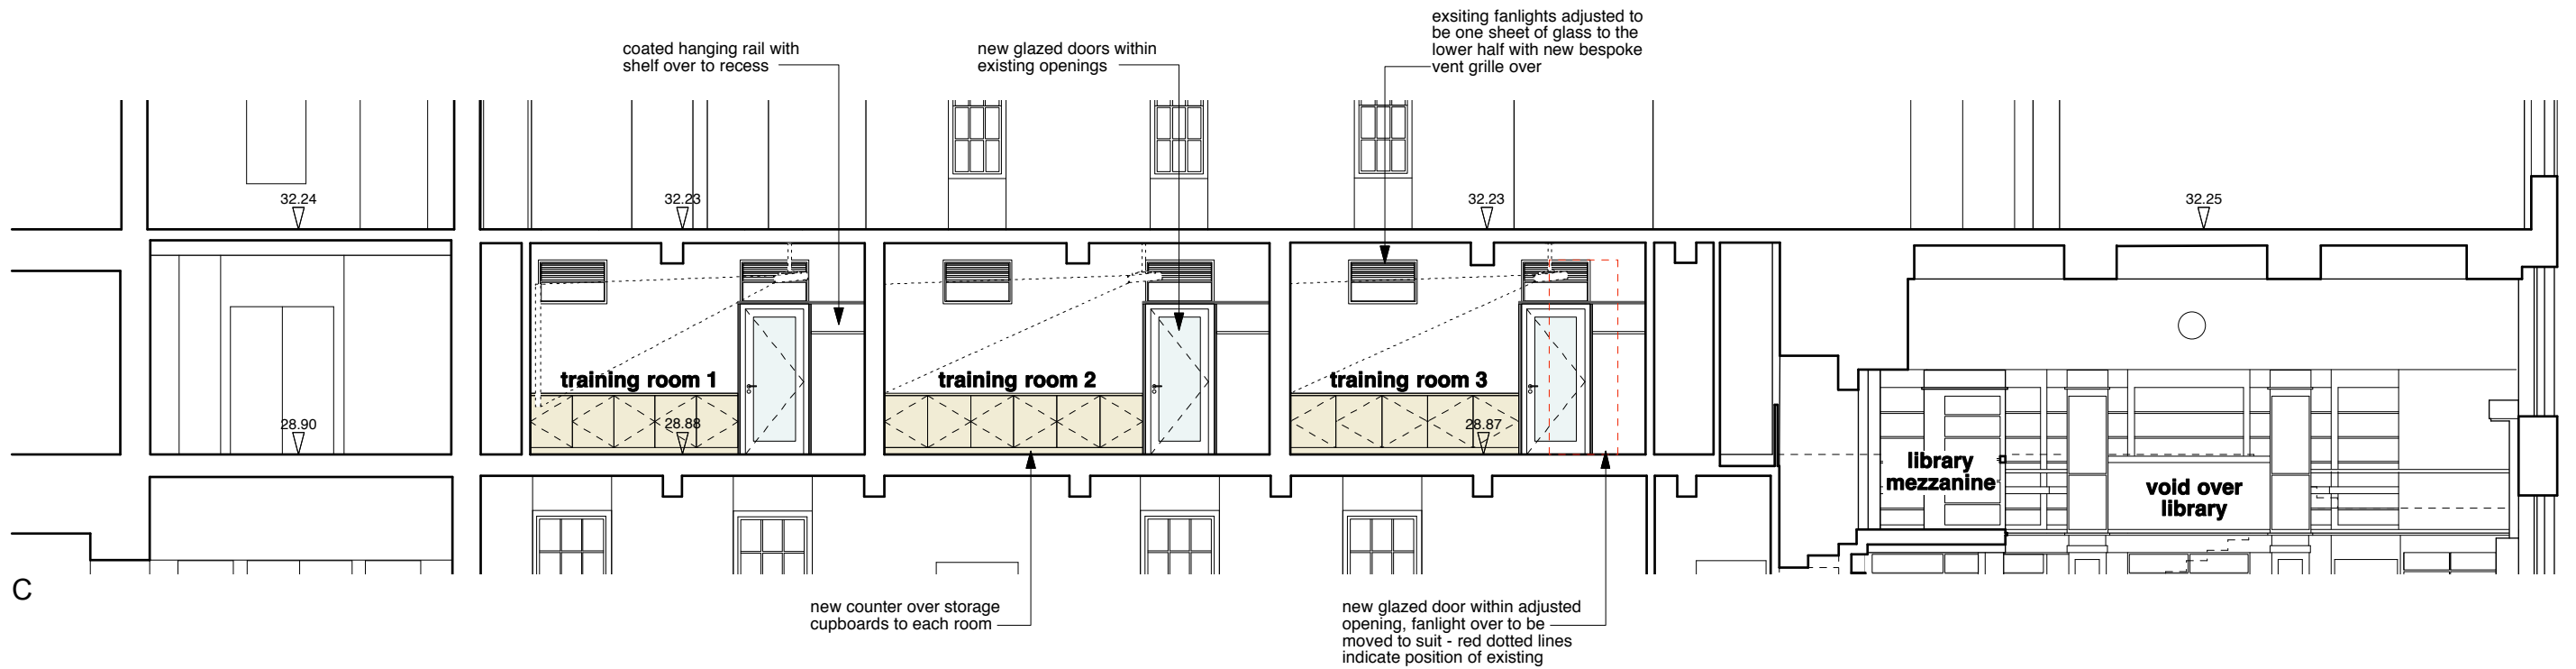 coated hanging rail with
shelf over to recess
new glazed doors within
existing openings
exsiting fanlights adjusted to
be one sheet of glass to the
lower half with new bespoke
vent grille over
32.24
32.23
32.23
32.25
training room 1
training room 2
training room 3
28.90
28.88
28.87
library
mezzanine
void over
library
C
new counter over storage
cupboards to each room
new glazed door within adjusted
opening, fanlight over to be
moved to suit - red dotted lines
indicate position of existing